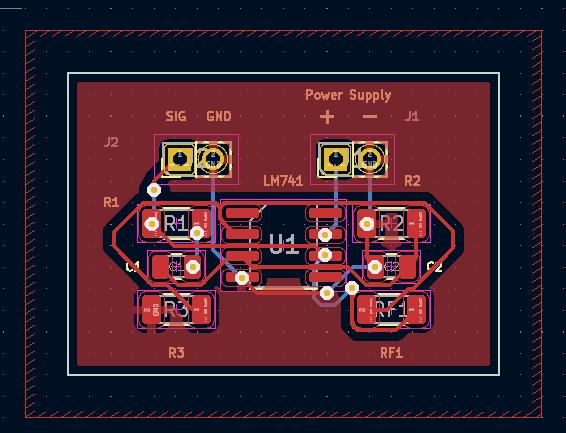 Power Supply
SIG GND
+ −
J1
J2
LM741
R2
R1
R1
R2
U1
C1
C2
R3
RF1
R3
RF1